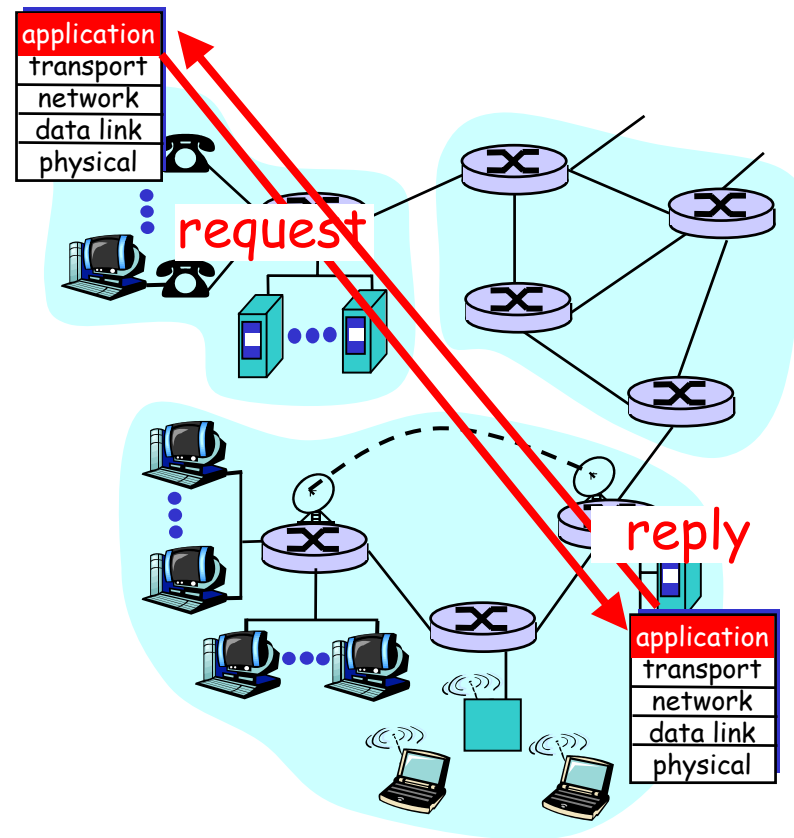 application
transport
network
data link
physical
request
reply
application
transport
network
data link
physical